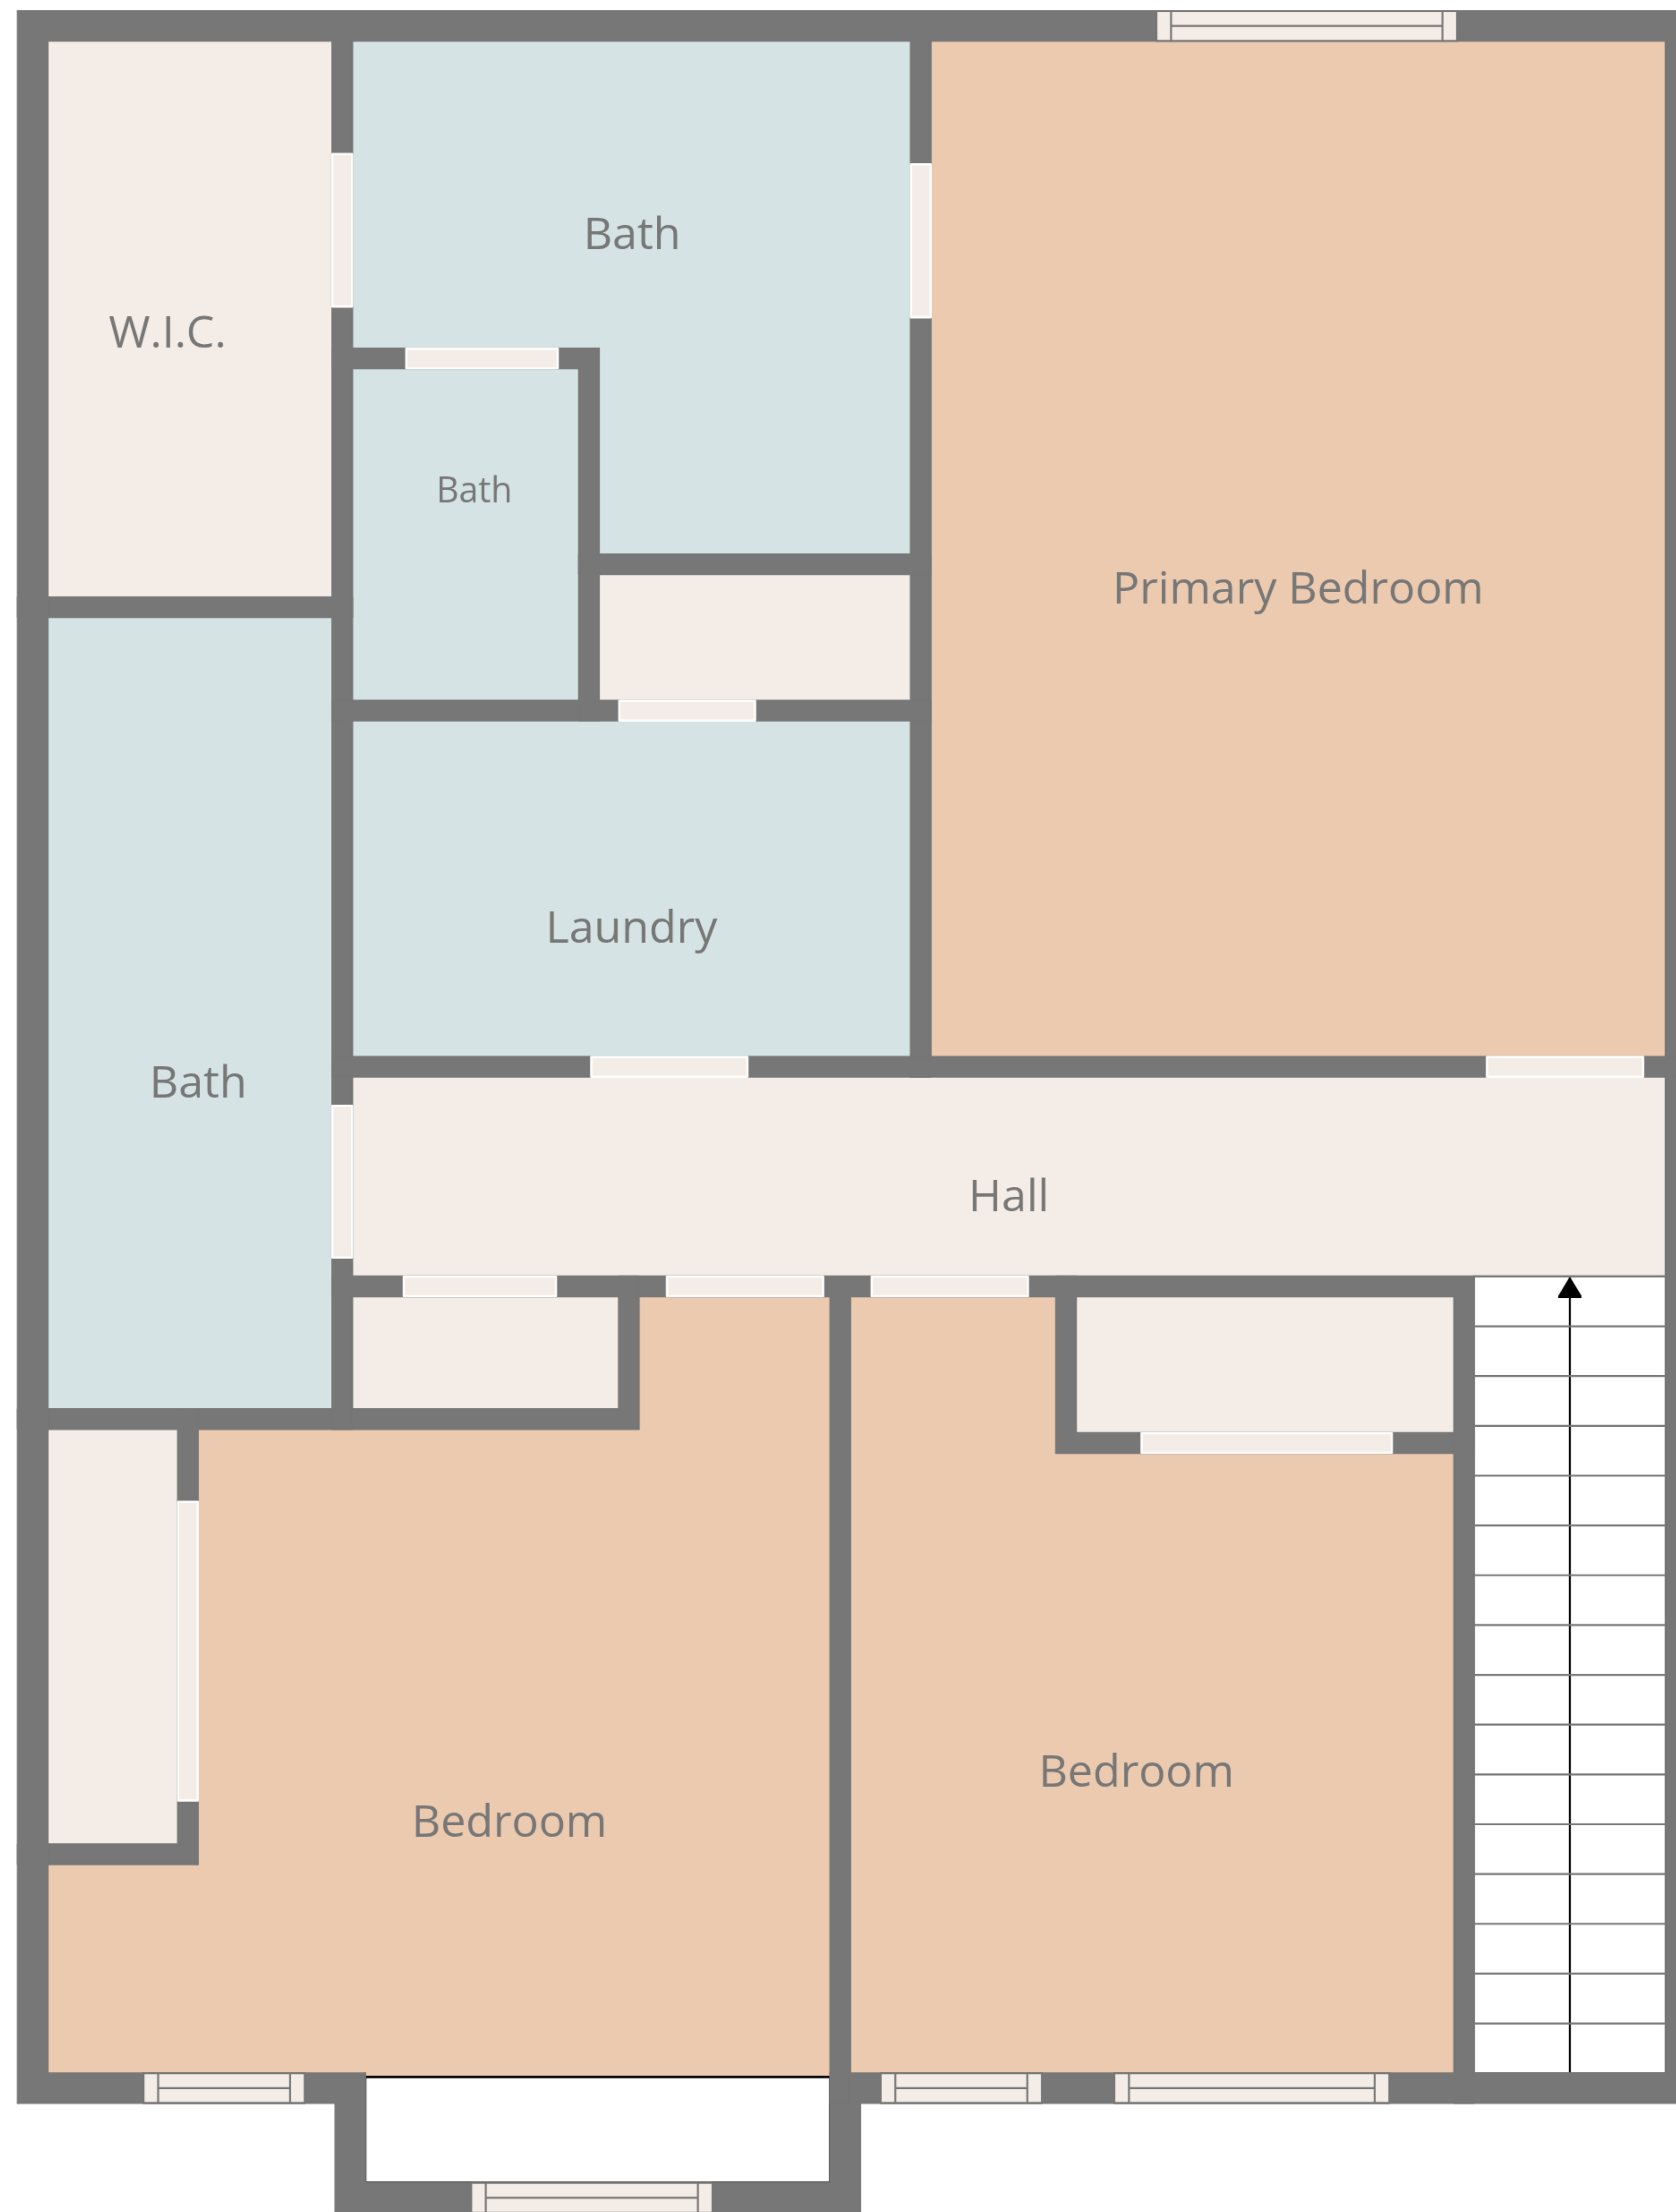 Bath
W.I.C.
Bath
Primary Bedroom
Laundry
Bath
Hall
Bedroom
Bedroom